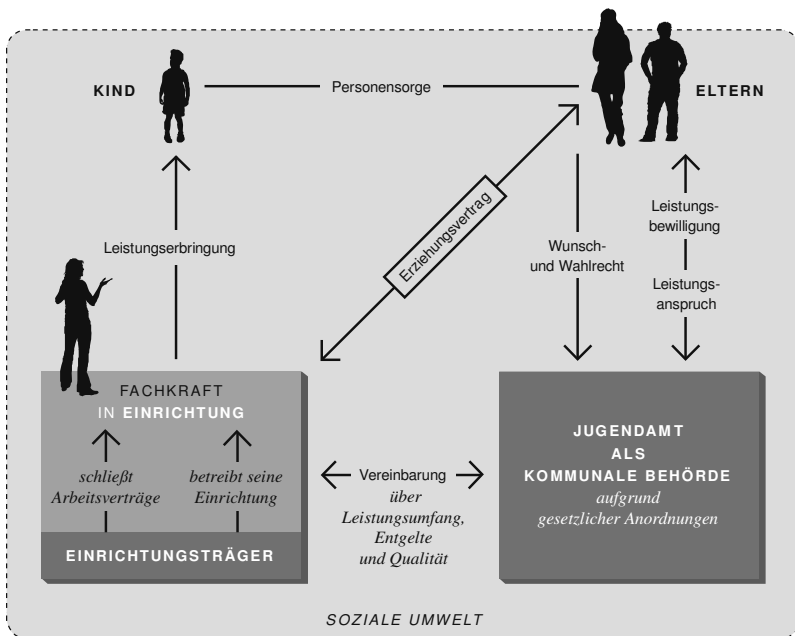 KIND
Personensorge
ELTERN
Leistungserbringung
Erziehungsvertrag
Wunsch-
und Wahlrecht
Leistungs-
bewilligung
Leistungs-
anspruch
FACHKRAFT
IN EINRICHTUNG
schließt
Arbeitsverträge
betreibt seine
Einrichtung
EINRICHTUNGSTRÄGER
Vereinbarung
über
Leistungsumfang,
Entgelte
und Qualität
JUGENDAMT
ALS
KOMMUNALE BEHÖRDE
aufgrund
gesetzlicher Anordnungen
SOZIALE UMWELT